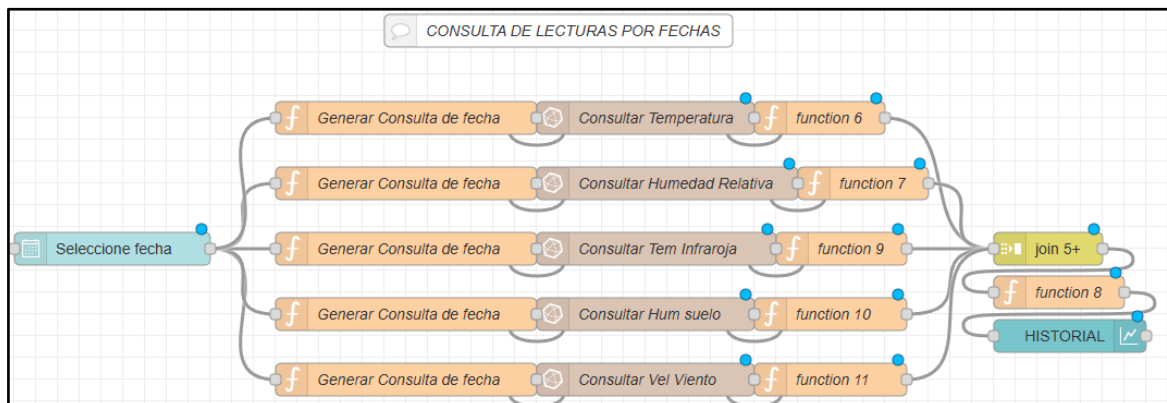 CONSULTA DE LECTURAS POR FECHAS
Generar Consulta de fecha Consultar Temperatura function 6
Generar Consulta de fecha Consultar Humedad Relativa function 7
Seleccione fecha Generar Consulta de fecha Consultar Tem Infraroja function 9 join 5+
function 8
Generar Consulta de fecha Consultar Hum suelo function 10
HISTORIAL
Generar Consulta de fecha Consultar Vel Viento function 11